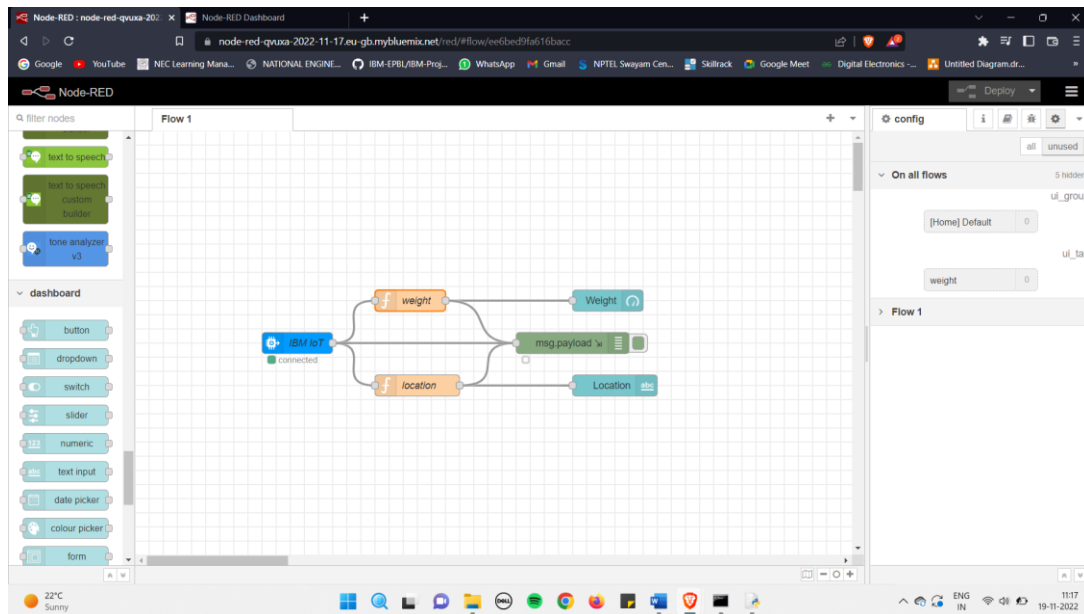 Node-RED : node-red-qvuxa-202
Node-RED Dashboard
node-red-qvuxa-2022-11-17.eu-gb.mybluemix.net/red/#flow/ee6bed9fa616bacc
Google YouTube NEC Learning Mana... NATIONAL ENGINE... IBM-EPBL/IBM-Proj... WhatsApp Gmail NPTEL Swayam Cen... Skillrack Google Meet Digital Electronics -... Untitled Diagram.dr...
Node-RED
Deploy
filter nodes
Flow 1
config
i
all unused
text to speech
text to speech
custom
builder
tone analyzer
v3
dashboard
button
dropdown
switch
slider
123 numeric
abc text input
date picker
colour picker
form
f weight
Weight
IBM IoT
connected
msg.payload
f location
Location abc
On all flows
5 hidden
ui_grou
[Home] Default 0
ui_ta
weight 0
Flow 1
22°C
Sunny
DELL
W
ENG
IN
11:17
19-11-2022